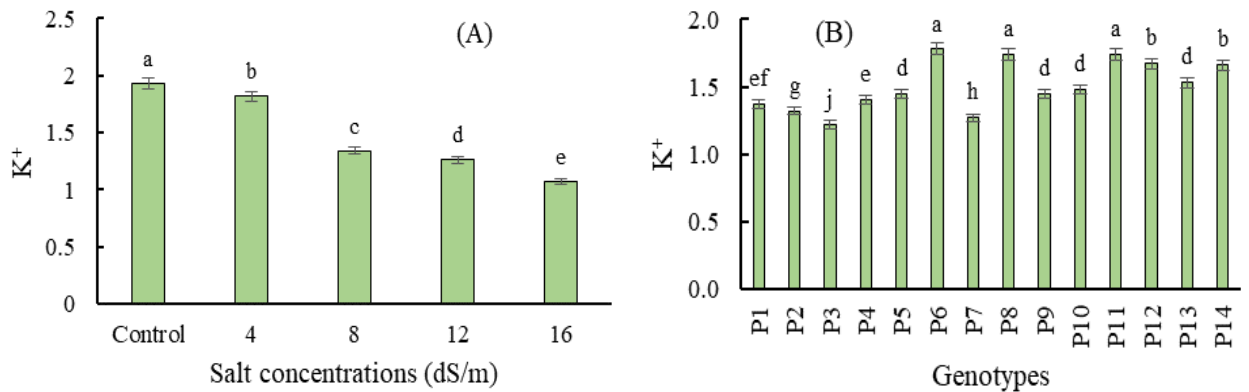 (A)
2.5
2
1.5
1
0.5
0
K+
a
b
c
d
e
Control 4 8 12 16
Salt concentrations (dS/m)
(B)
2.0
1.5
1.0
0.5
0.0
K+
ef g j e d a h a d d a b d b
P1 P2 P3 P4 P5 P6 P7 P8 P9 P10 P11 P12 P13 P14
Genotypes